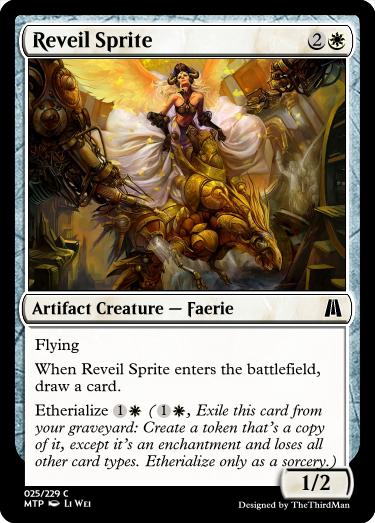 Reveil Sprite 2
Artifact Creature — Faerie
Flying
When Reveil Sprite enters the battlefield,
draw a card.
Etherialize 1 ( 1 , Exile this card from
your graveyard: Create a token that's a copy
of it, except it's an enchantment and loses all
other card types. Etherialize only as a sorcery.)
1/2
025/229 C
MTP Li Wei
Designed by TheThirdMan